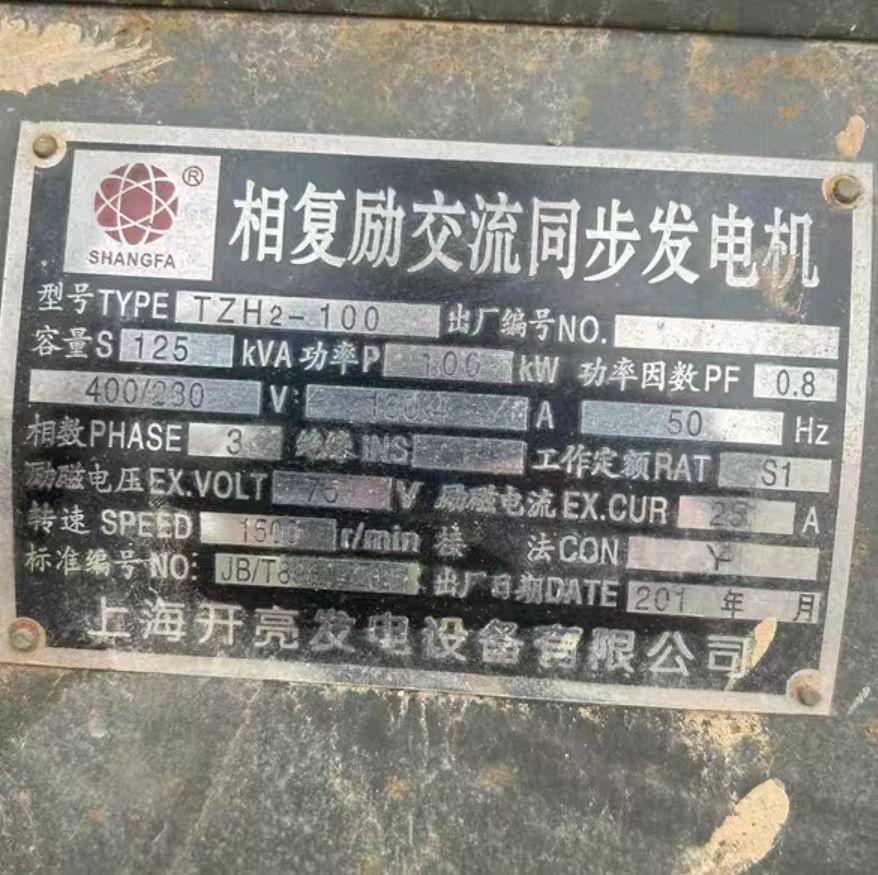 SHANGFA ®
相复励交流同步发电机
型号TYPE TZH2-100 出厂编号NO.
容量S 125 kVA 功率P 100 kW 功率因数PF 0.8
400/230 V: A 50 Hz
相数PHASE 3 绝缘INS 工作定额RAT S1
励磁电压EX.VOLT 75 V 励磁电流EX.CUR 25 A
转速 SPEED 1500 r/min 接 法CON Y
标准编号NO: 出厂日期DATE 201 年 月
上海开亮发电设备有限公司